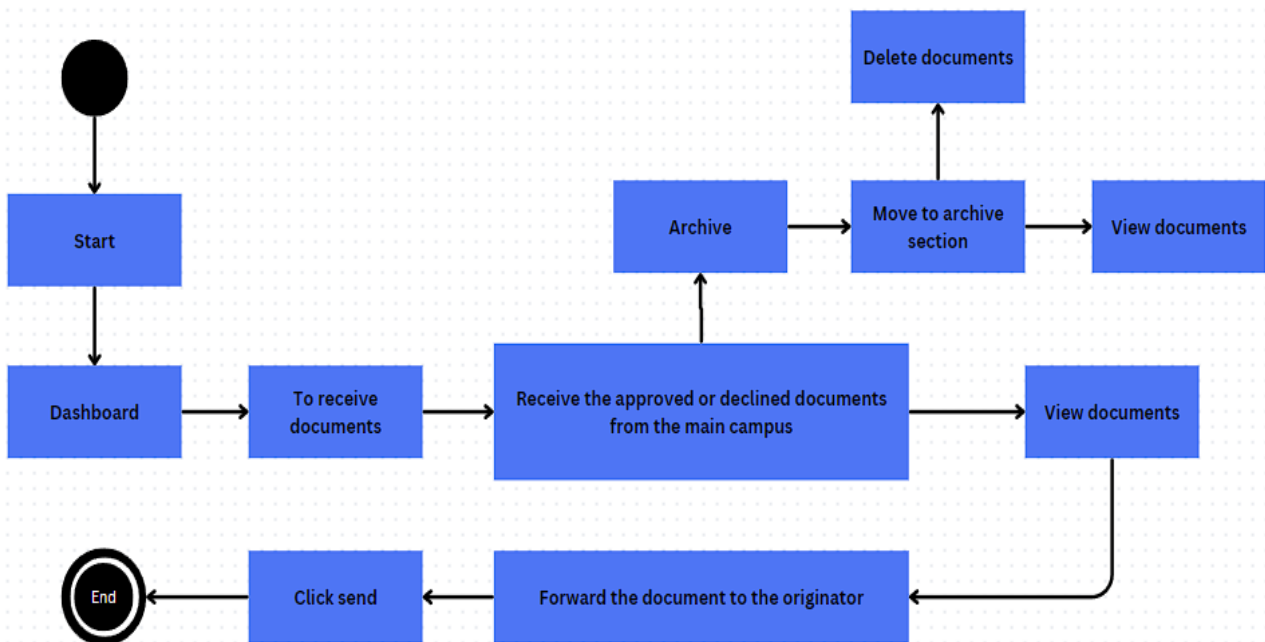 Delete documents
Start
Archive
Move to archive
section
View documents
Dashboard
To receive
documents
Receive the approved or declined documents
from the main campus
View documents
End
Click send
Forward the document to the originator